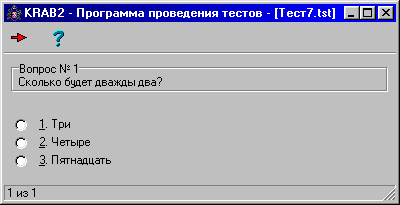 KRAB2 - Программа проведения тестов - [Тест7.tst]
?
Вопрос № 1
Сколько будет дважды два?
1. Три
2. Четыре
3. Пятнадцать
1 из 1